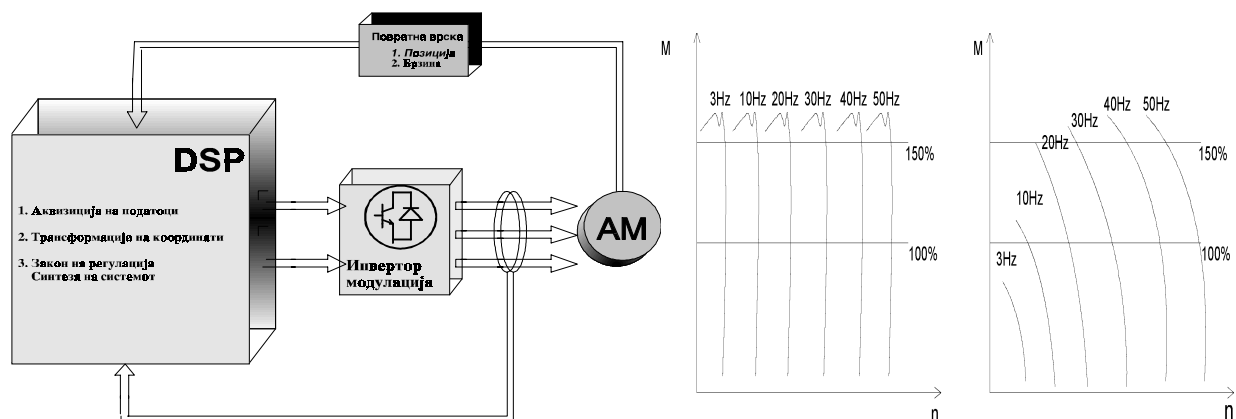 Повратна врска
1. Позиција
2. Брзина
DSP
1. Аквизиција на податоци
2. Трансформација на координати
3. Закон на регулација
Синтеза на системот
Инвертор
модулација
АМ
M
3Hz 10Hz 20Hz 30Hz 40Hz 50Hz
150%
100%
n
M
40Hz 50Hz
30Hz
20Hz
150%
10Hz
100%
3Hz
n